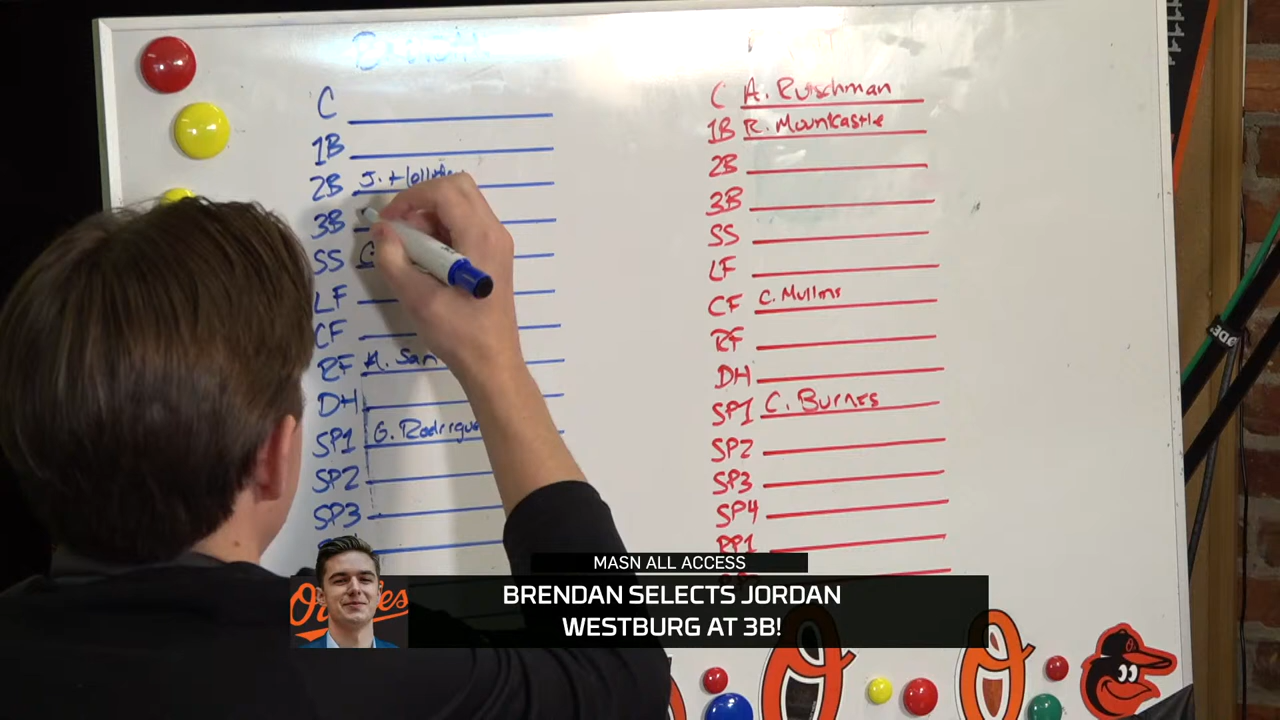 C
1B
2B J. Holliday
3B
SS
LF
CF
RF A. San
DH
SP1 G. Rodrigu
SP2
SP3
C A. Rutschman
1B R. Mountcastle
2B
3B
SS
LF
CF C. Mullins
RF
DH
SP1 C. Burnes
SP2
SP3
SP4
RP1
MASN ALL ACCESS
BRENDAN SELECTS JORDAN
WESTBURG AT 3B!